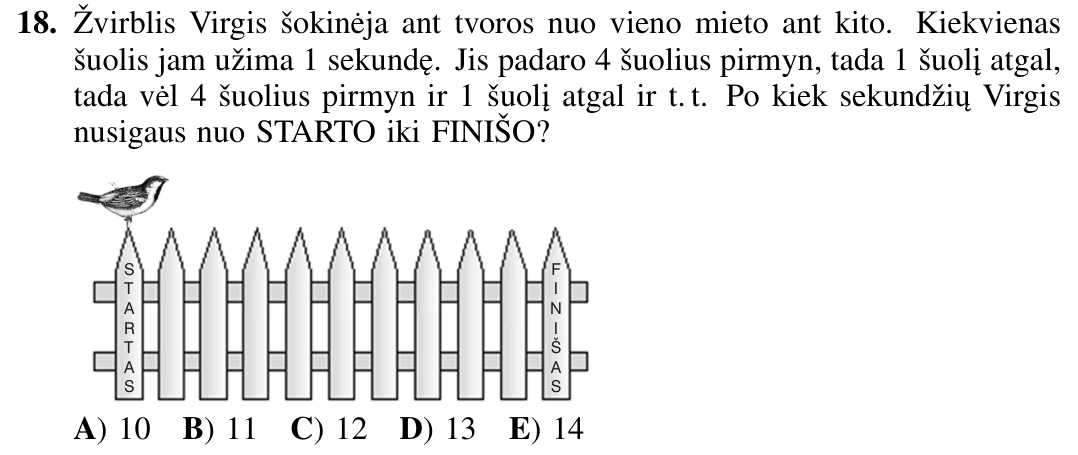 18. Žvirblis Virgis šokinėja ant tvoros nuo vieno mieto ant kito. Kiekvienas
šuolis jam užima 1 sekundę. Jis padaro 4 šuolius pirmyn, tada 1 šuolį atgal,
tada vėl 4 šuolius pirmyn ir 1 šuolį atgal ir t. t. Po kiek sekundžių Virgis
nusigaus nuo STARTO iki FINIŠO?
STARTAS
FINIŠAS
A) 10 B) 11 C) 12 D) 13 E) 14